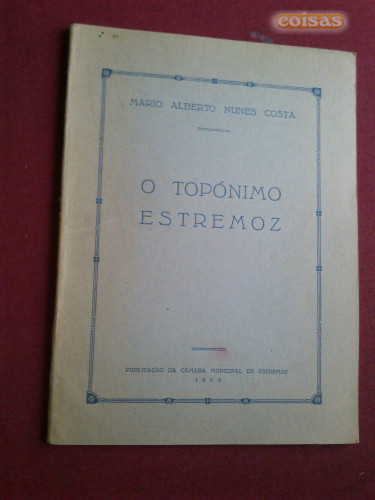 coisas
MARIO ALBERTO NUNES COSTA
O TOPÓNIMO
ESTREMOZ
PUBLICAÇÃO DA CÂMARA MUNICIPAL DE ESTREMOZ